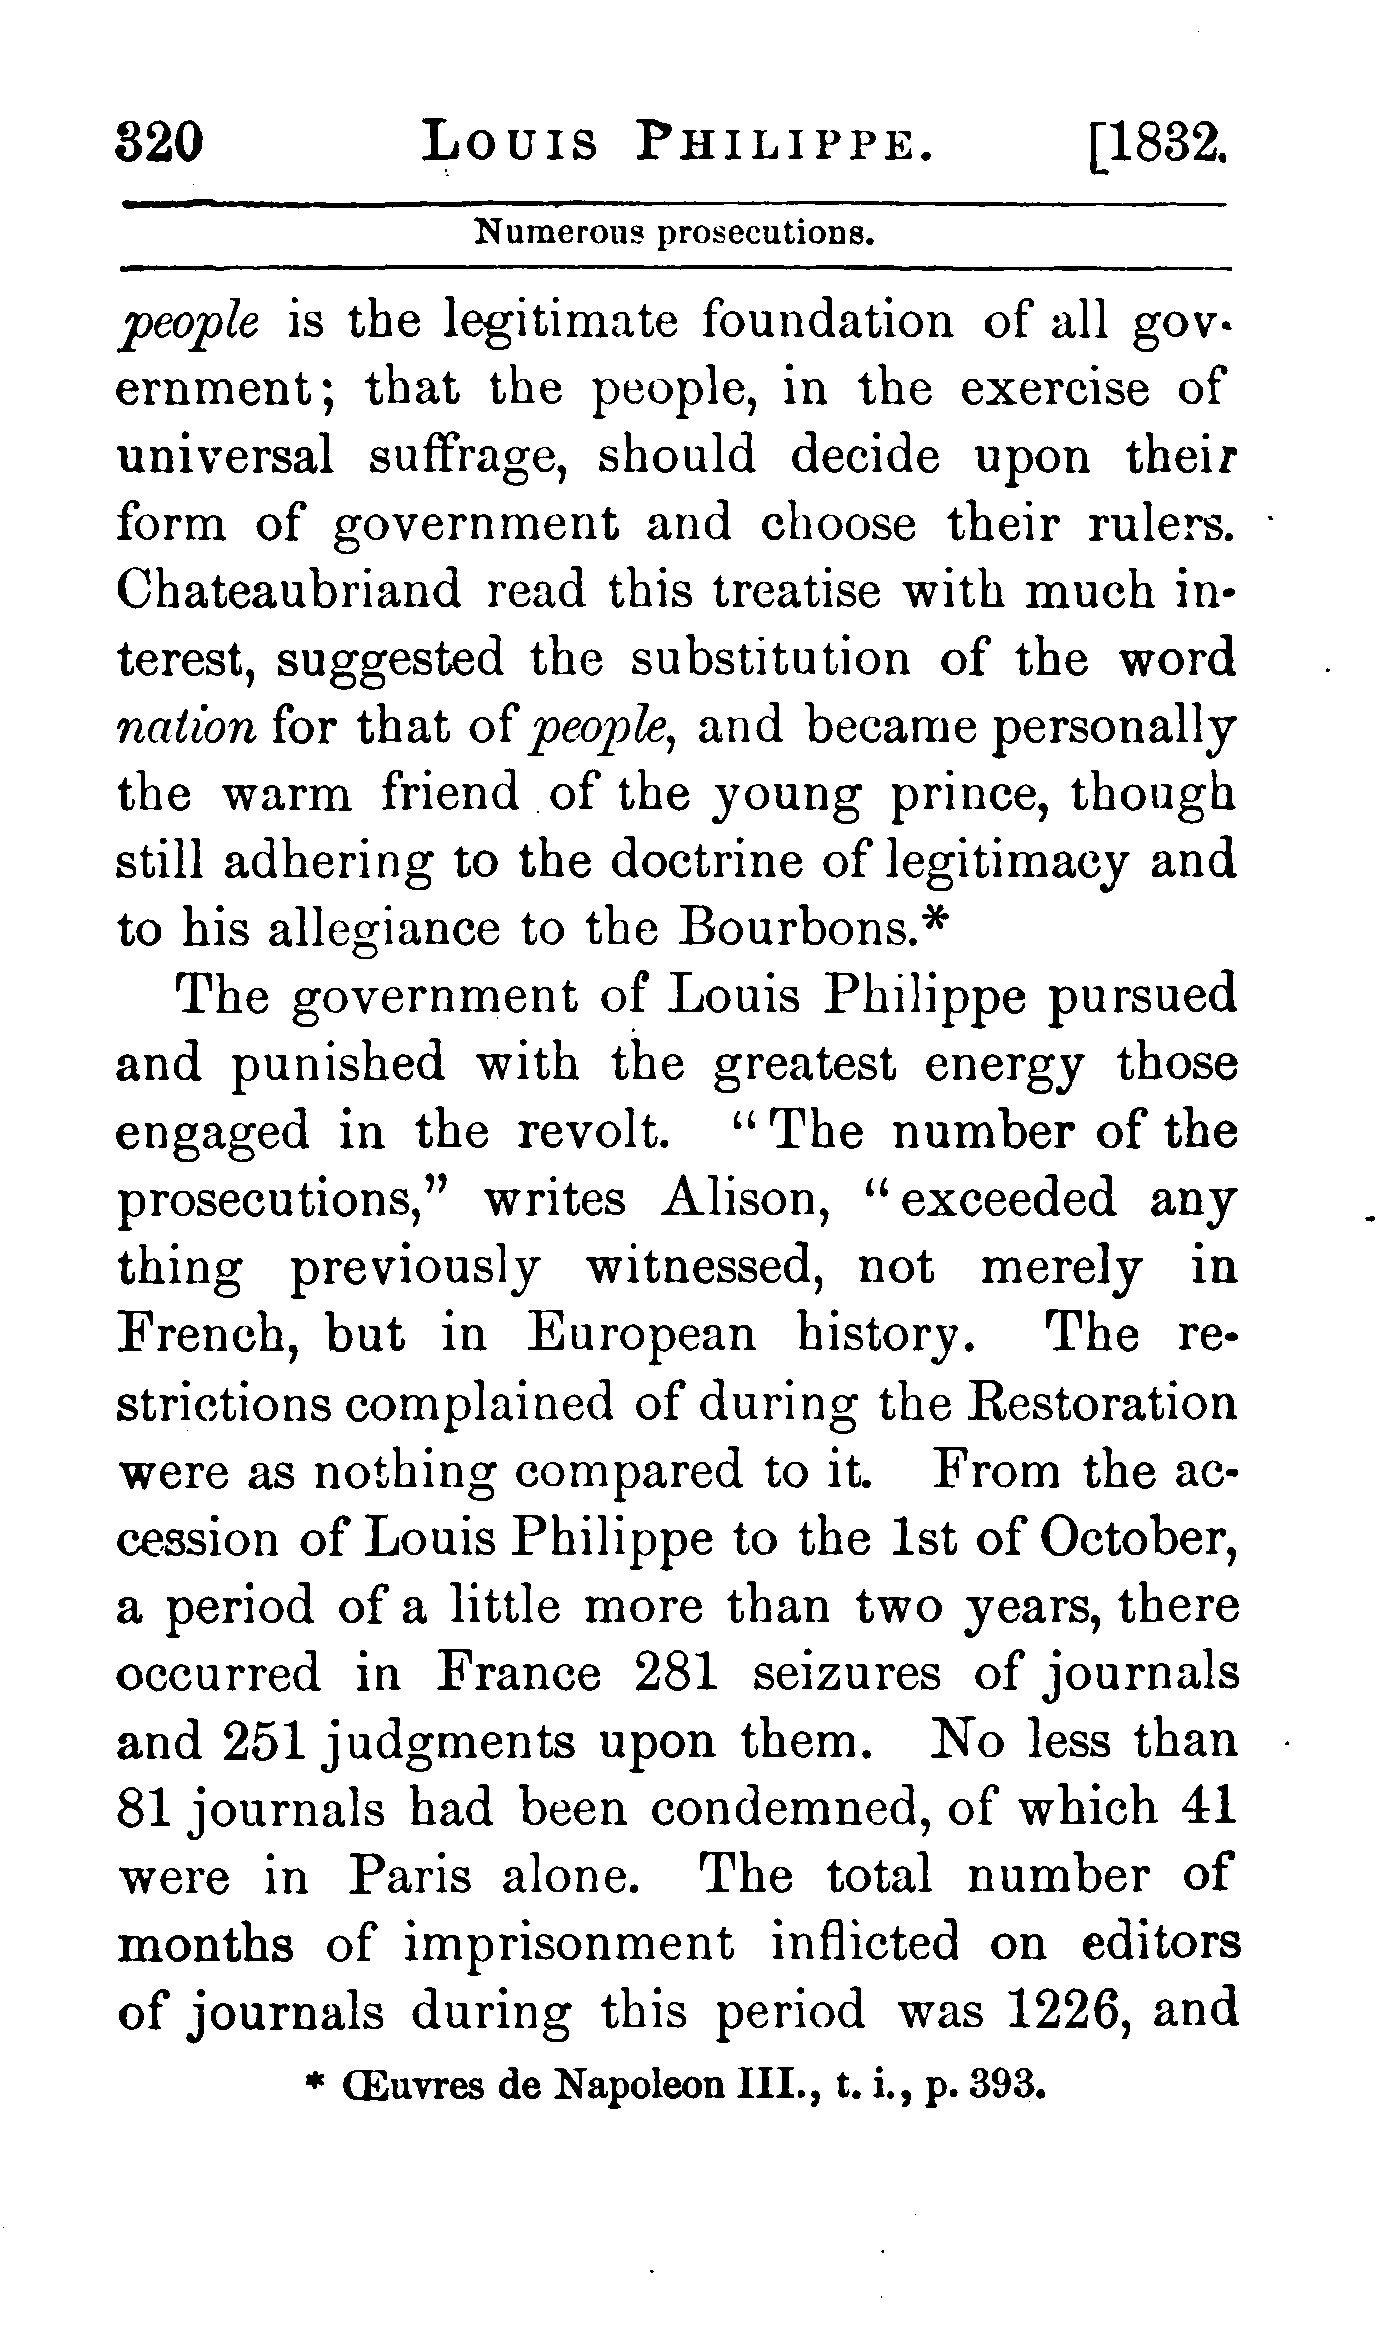 320 LOUIS PHILIPPE. [1832.
Numerous prosecutions.
people is the legitimate foundation of all gov-
ernment; that the people, in the exercise of
universal suffrage, should decide upon their
form of government and choose their rulers.
Chateaubriand read this treatise with much in-
terest, suggested the substitution of the word
nation for that of people, and became personally
the warm friend of the young prince, though
still adhering to the doctrine of legitimacy and
to his allegiance to the Bourbons.*
The government of Louis Philippe pursued
and punished with the greatest energy those
engaged in the revolt. "The number of the
prosecutions," writes Alison, "exceeded any
thing previously witnessed, not merely in
French, but in European history. The re-
strictions complained of during the Restoration
were as nothing compared to it. From the ac-
cession of Louis Philippe to the 1st of October,
a period of a little more than two years, there
occurred in France 281 seizures of journals
and 251 judgments upon them. No less than
81 journals had been condemned, of which 41
were in Paris alone. The total number of
months of imprisonment inflicted on editors
of journals during this period was 1226, and
* Œuvres de Napoleon III., t. i., p. 393.